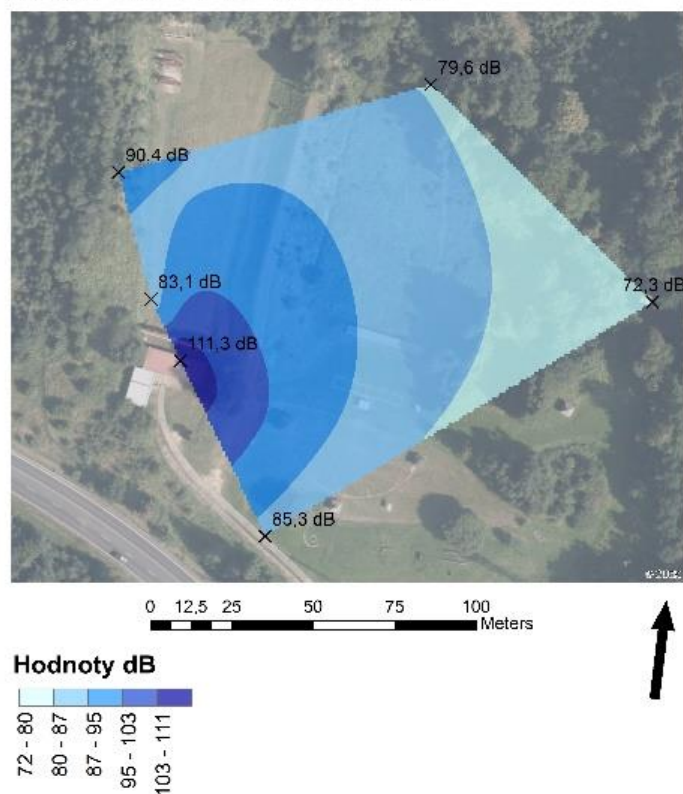 79,6 dB
90.4 dB
83,1 dB
72,3 dB
111,3 dB
85,3 dB
0 12,5 25 50 75 100
Meters
Hodnoty dB
72 - 80
80 - 87
87 - 95
95 - 103
103 - 111